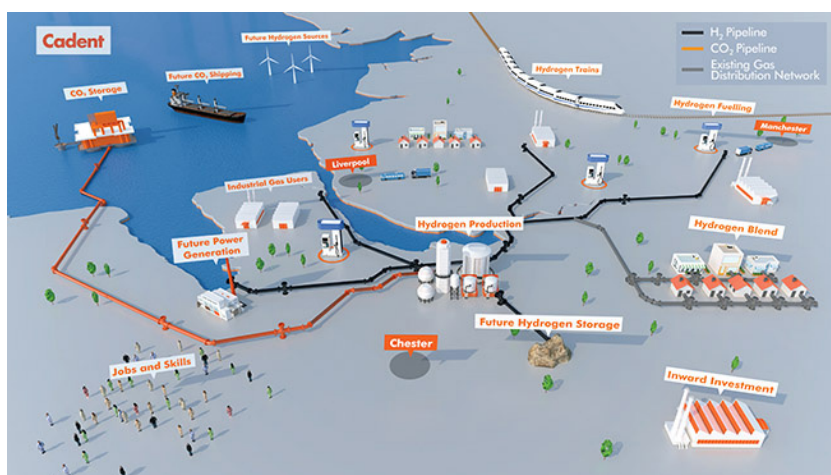 Cadent
Future Hydrogen Sources
H₂ Pipeline
CO₂ Pipeline
Existing Gas
Distribution Network
CO₂ Storage
Future CO₂ Shipping
Hydrogen Trains
Hydrogen Fuelling
Manchester
Liverpool
Industrial Gas Users
Hydrogen Production
Hydrogen Blend
Future Power
Generation
Future Hydrogen Storage
Chester
Jobs and Skills
Inward Investment